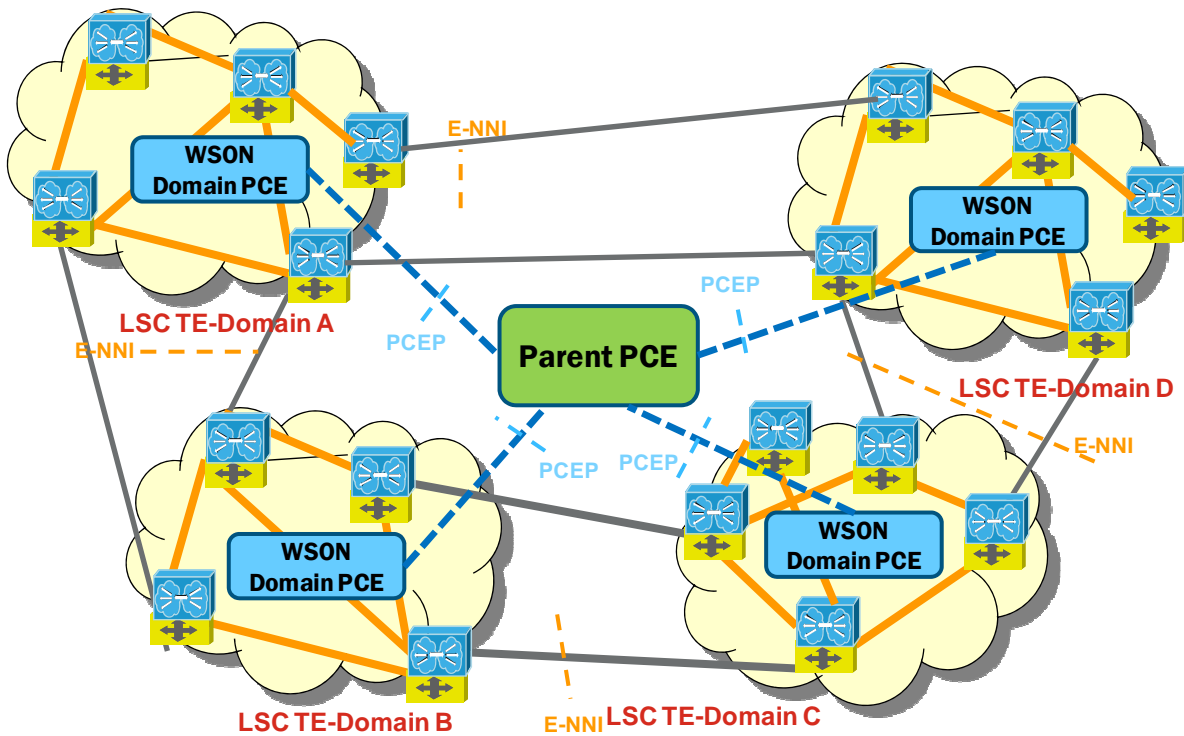 E-NNI
WSON
Domain PCE
WSON
Domain PCE
PCEP
LSC TE-Domain A
E-NNI
PCEP
Parent PCE
LSC TE-Domain D
E-NNI
PCEP
PCEP
WSON
Domain PCE
WSON
Domain PCE
LSC TE-Domain B
E-NNI
LSC TE-Domain C